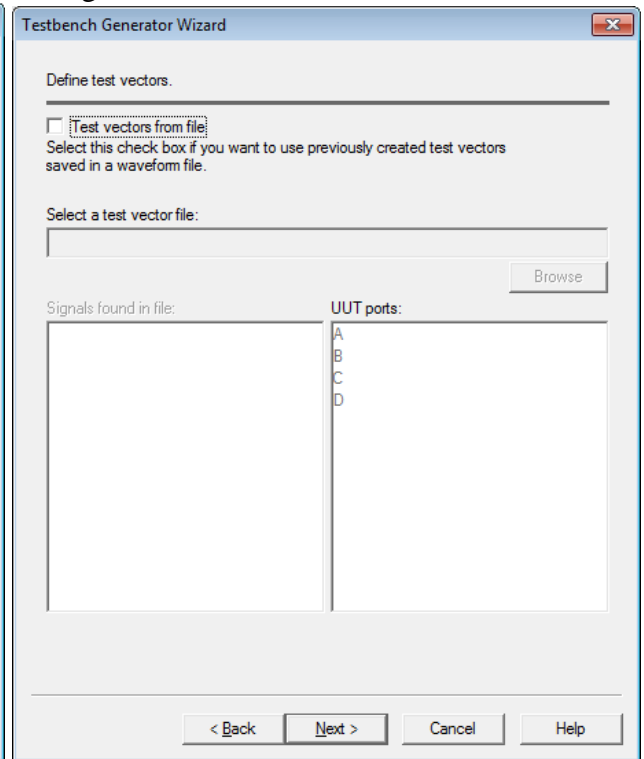 Testbench Generator Wizard
Define test vectors.
Test vectors from file
Select this check box if you want to use previously created test vectors
saved in a waveform file.
Select a test vector file:
Browse
Signals found in file:
UUT ports:
A
B
C
D
< Back
Next >
Cancel
Help